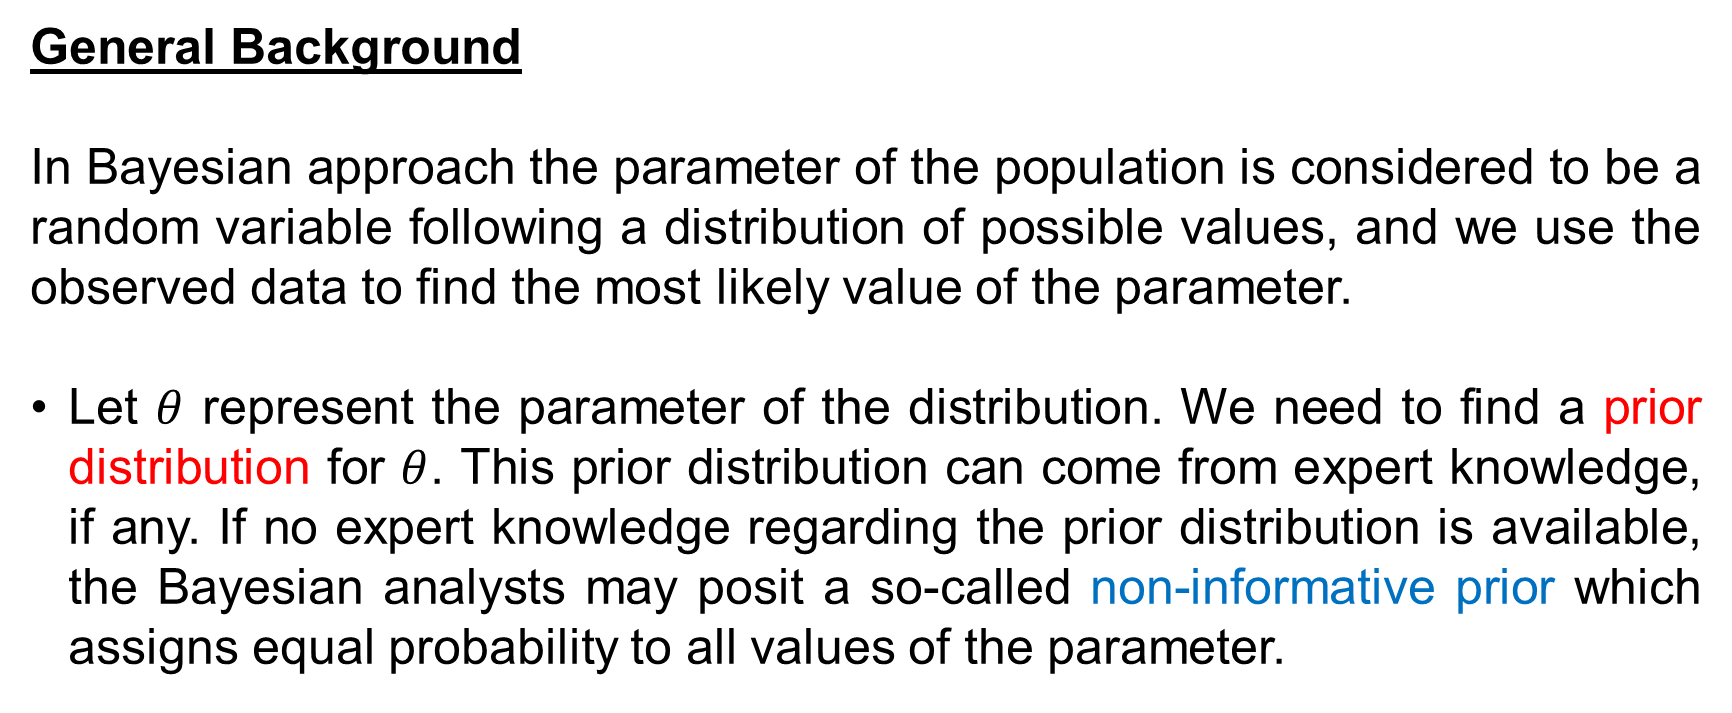 General Background
In Bayesian approach the parameter of the population is considered to be a
random variable following a distribution of possible values, and we use the
observed data to find the most likely value of the parameter.
• Let θ represent the parameter of the distribution. We need to find a prior
distribution for θ. This prior distribution can come from expert knowledge,
if any. If no expert knowledge regarding the prior distribution is available,
the Bayesian analysts may posit a so-called non-informative prior which
assigns equal probability to all values of the parameter.